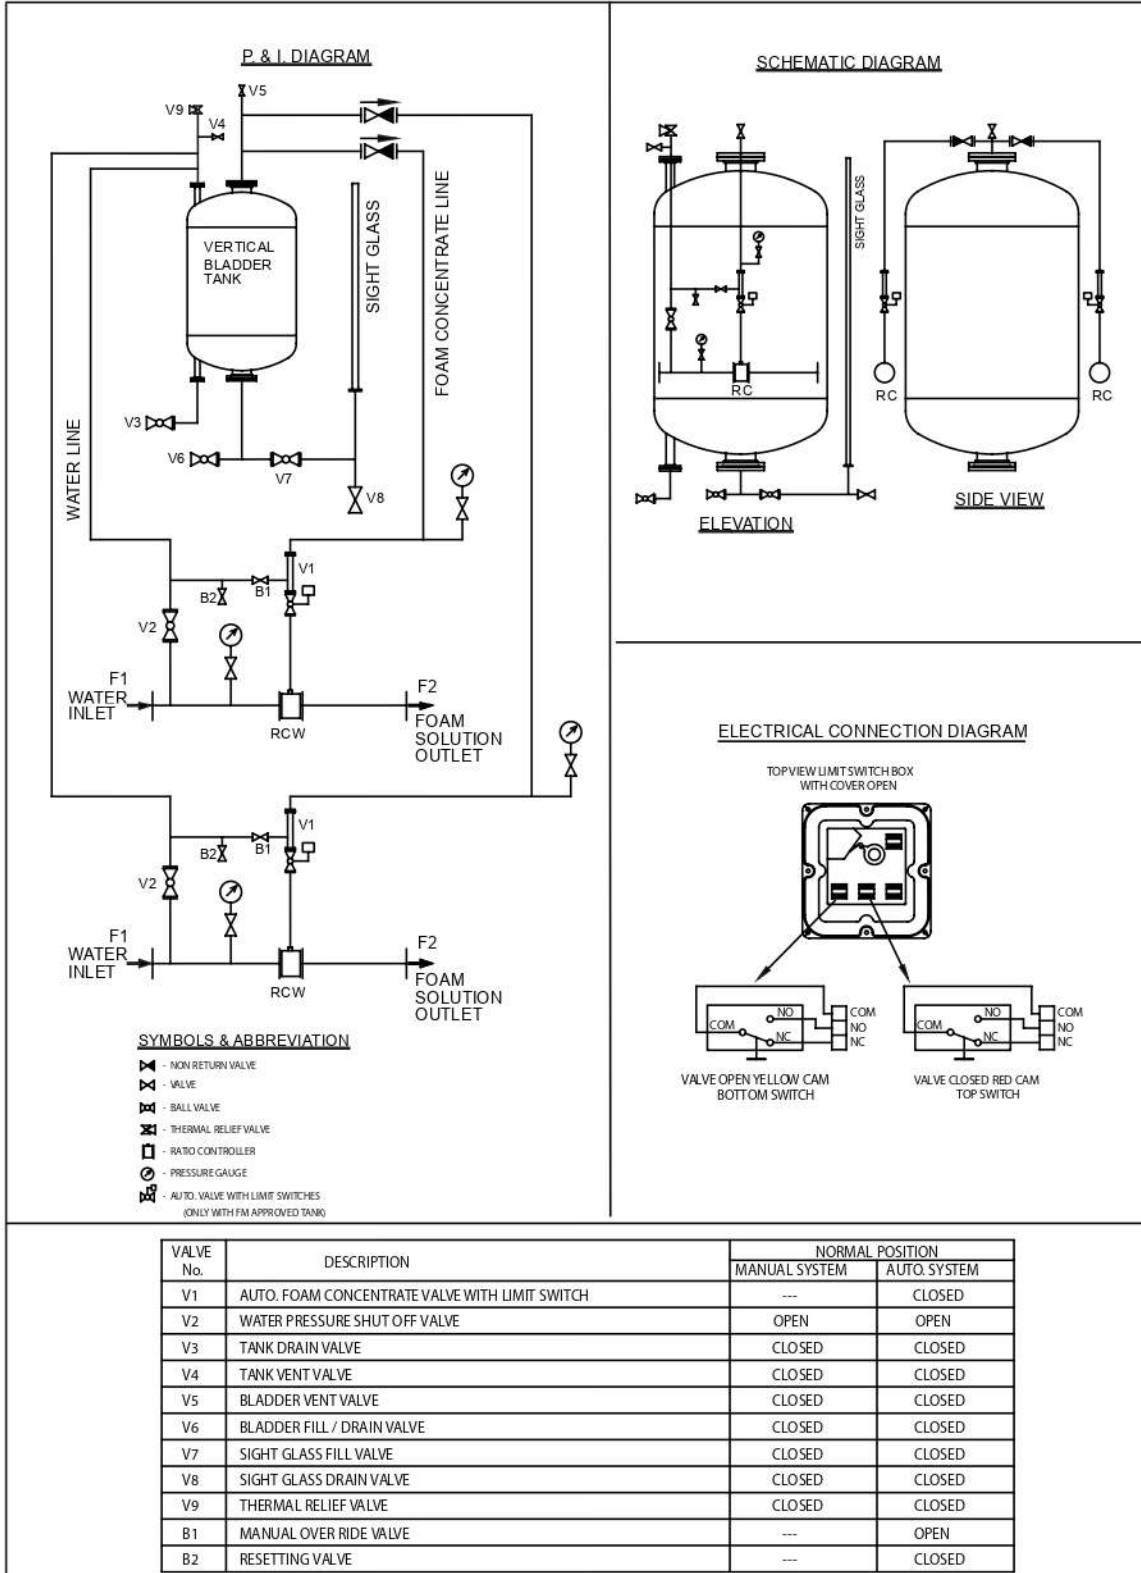 P. & I. DIAGRAM
V5
V9
V4
VERTICAL
BLADDER
TANK
SIGHT GLASS
FOAM CONCENTRATE LINE
WATER LINE
V3
V6
V7
V8
V1
B2
B1
V2
F1
WATER
INLET
RCW
F2
FOAM
SOLUTION
OUTLET
V1
B2
B1
V2
F1
WATER
INLET
RCW
F2
FOAM
SOLUTION
OUTLET
SYMBOLS & ABBREVIATION
- NON RETURN VALVE
- VALVE
- BALL VALVE
- THERMAL RELIEF VALVE
- RATIO CONTROLLER
- PRESSURE GAUGE
- AUTO. VALVE WITH LIMIT SWITCHES
(ONLY WITH FM APPROVED TANK)
SCHEMATIC DIAGRAM
SIGHT GLASS
RC
RC
RC
ELEVATION
SIDE VIEW
ELECTRICAL CONNECTION DIAGRAM
TOP VIEW LIMIT SWITCH BOX
WITH COVER OPEN
COM
NO
NC
COM
NO
NC
VALVE OPEN YELLOW CAM
BOTTOM SWITCH
COM
NO
NC
COM
NO
NC
VALVE CLOSED RED CAM
TOP SWITCH
VALVE No. DESCRIPTION NORMAL POSITION
MANUAL SYSTEM AUTO. SYSTEM
V1 AUTO. FOAM CONCENTRATE VALVE WITH LIMIT SWITCH --- CLOSED
V2 WATER PRESSURE SHUT OFF VALVE OPEN OPEN
V3 TANK DRAIN VALVE CLOSED CLOSED
V4 TANK VENT VALVE CLOSED CLOSED
V5 BLADDER VENT VALVE CLOSED CLOSED
V6 BLADDER FILL / DRAIN VALVE CLOSED CLOSED
V7 SIGHT GLASS FILL VALVE CLOSED CLOSED
V8 SIGHT GLASS DRAIN VALVE CLOSED CLOSED
V9 THERMAL RELIEF VALVE CLOSED CLOSED
B1 MANUAL OVER RIDE VALVE --- OPEN
B2 RESETTING VALVE --- CLOSED